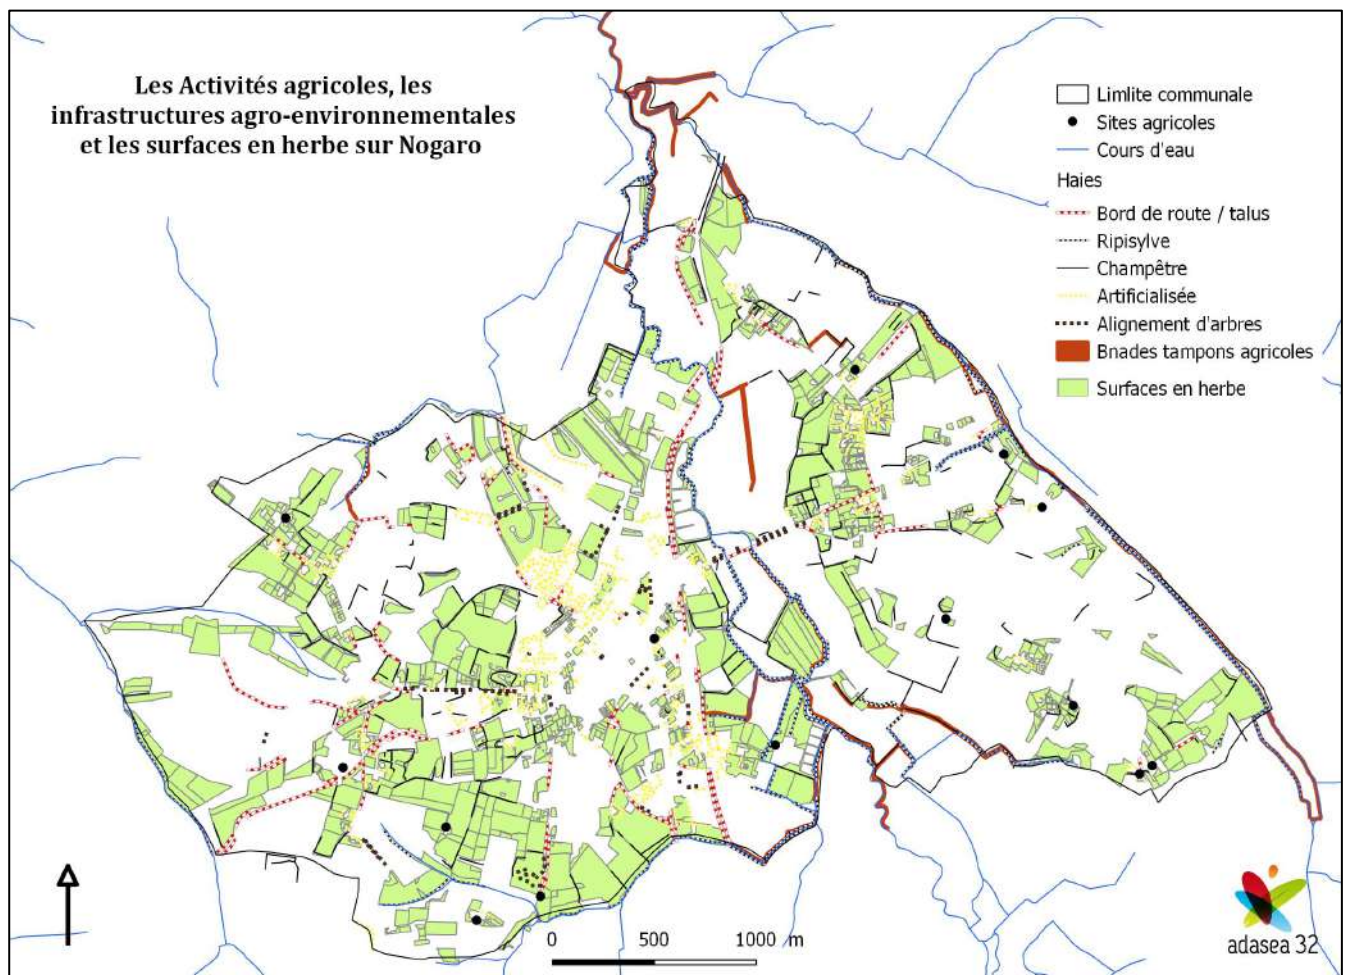 Les Activités agricoles, les
infrastructures agro-environnementales
et les surfaces en herbe sur Nogaro
Limlite communale
Sites agricoles
Cours d'eau
Haies
Bord de route / talus
Ripisylve
Champêtre
Artificialisée
Alignement d'arbres
Bnades tampons agricoles
Surfaces en herbe
0 500 1000 m
adasea 32